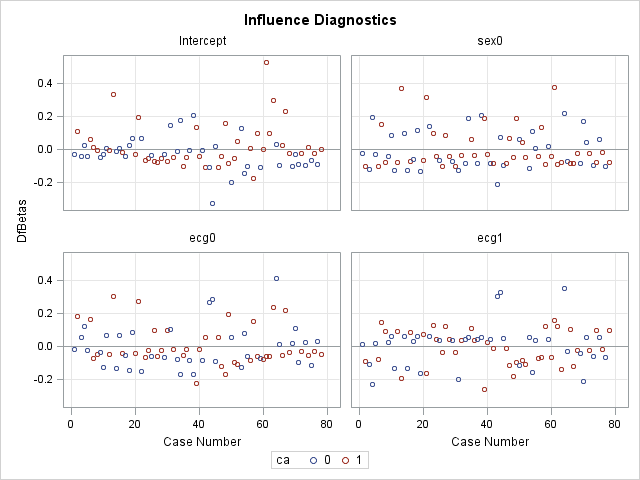 Influence Diagnostics
Intercept
sex0
0.4
0.2
0.0
-0.2
DfBetas
ecg0
ecg1
0.4
0.2
0.0
-0.2
0 20 40 60 80
0 20 40 60 80
Case Number
Case Number
ca 0 1